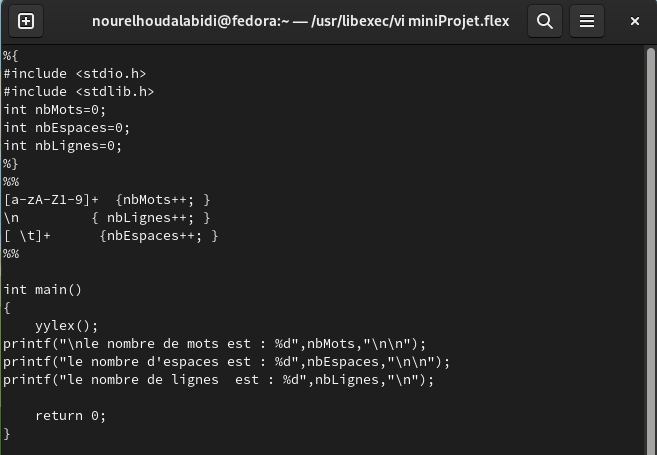 nourelhoudalabidi@fedora:~ — /usr/libexec/vi miniProjet.flex
%{
#include <stdio.h>
#include <stdlib.h>
int nbMots=0;
int nbEspaces=0;
int nbLignes=0;
%}
%%
[a-zA-Z1-9]+  {nbMots++; }
\n         { nbLignes++; }
[ \t]+      {nbEspaces++; }
%%

int main()
{
    yylex();
printf("\nle nombre de mots est : %d",nbMots,"\n\n");
printf("le nombre d'espaces est : %d",nbEspaces,"\n\n");
printf("le nombre de lignes  est : %d",nbLignes,"\n");

    return 0;
}